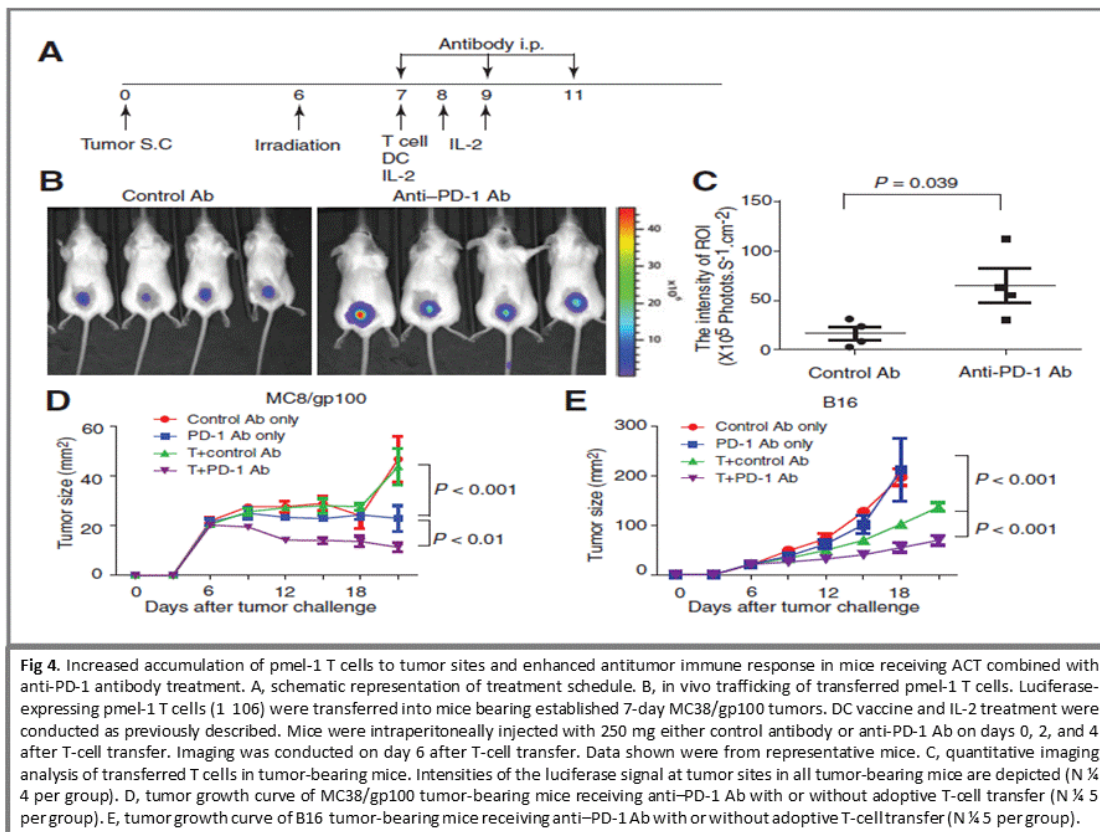 A
Antibody i.p.
0 6 7 8 9 11
Tumor S.C Irradiation T cell IL-2
DC
IL-2
B
Control Ab Anti–PD-1 Ab
40
30
20
10
X10⁶
C
P = 0.039
The intensity of ROI
(X10⁵ Photots.S⁻¹.cm⁻²)
150
100
50
0
Control Ab Anti-PD-1 Ab
D
MC8/gp100
Control Ab only
PD-1 Ab only
T+control Ab
T+PD-1 Ab
Tumor size (mm²)
60
40
20
0
P < 0.001
P < 0.01
0 6 12 18
Days after tumor challenge
E
B16
Control Ab only
PD-1 Ab only
T+control Ab
T+PD-1 Ab
Tumor size (mm²)
300
200
100
0
P < 0.001
P < 0.001
0 6 12 18
Days after tumor challenge
Fig 4. Increased accumulation of pmel-1 T cells to tumor sites and enhanced antitumor immune response in mice receiving ACT combined with
anti-PD-1 antibody treatment. A, schematic representation of treatment schedule. B, in vivo trafficking of transferred pmel-1 T cells. Luciferase-
expressing pmel-1 T cells (1 106) were transferred into mice bearing established 7-day MC38/gp100 tumors. DC vaccine and IL-2 treatment were
conducted as previously described. Mice were intraperitoneally injected with 250 mg either control antibody or anti-PD-1 Ab on days 0, 2, and 4
after T-cell transfer. Imaging was conducted on day 6 after T-cell transfer. Data shown were from representative mice. C, quantitative imaging
analysis of transferred T cells in tumor-bearing mice. Intensities of the luciferase signal at tumor sites in all tumor-bearing mice are depicted (N ¼
4 per group). D, tumor growth curve of MC38/gp100 tumor-bearing mice receiving anti–PD-1 Ab with or without adoptive T-cell transfer (N ¼ 5
per group). E, tumor growth curve of B16 tumor-bearing mice receiving anti–PD-1 Ab with or without adoptive T-cell transfer (N ¼ 5 per group).